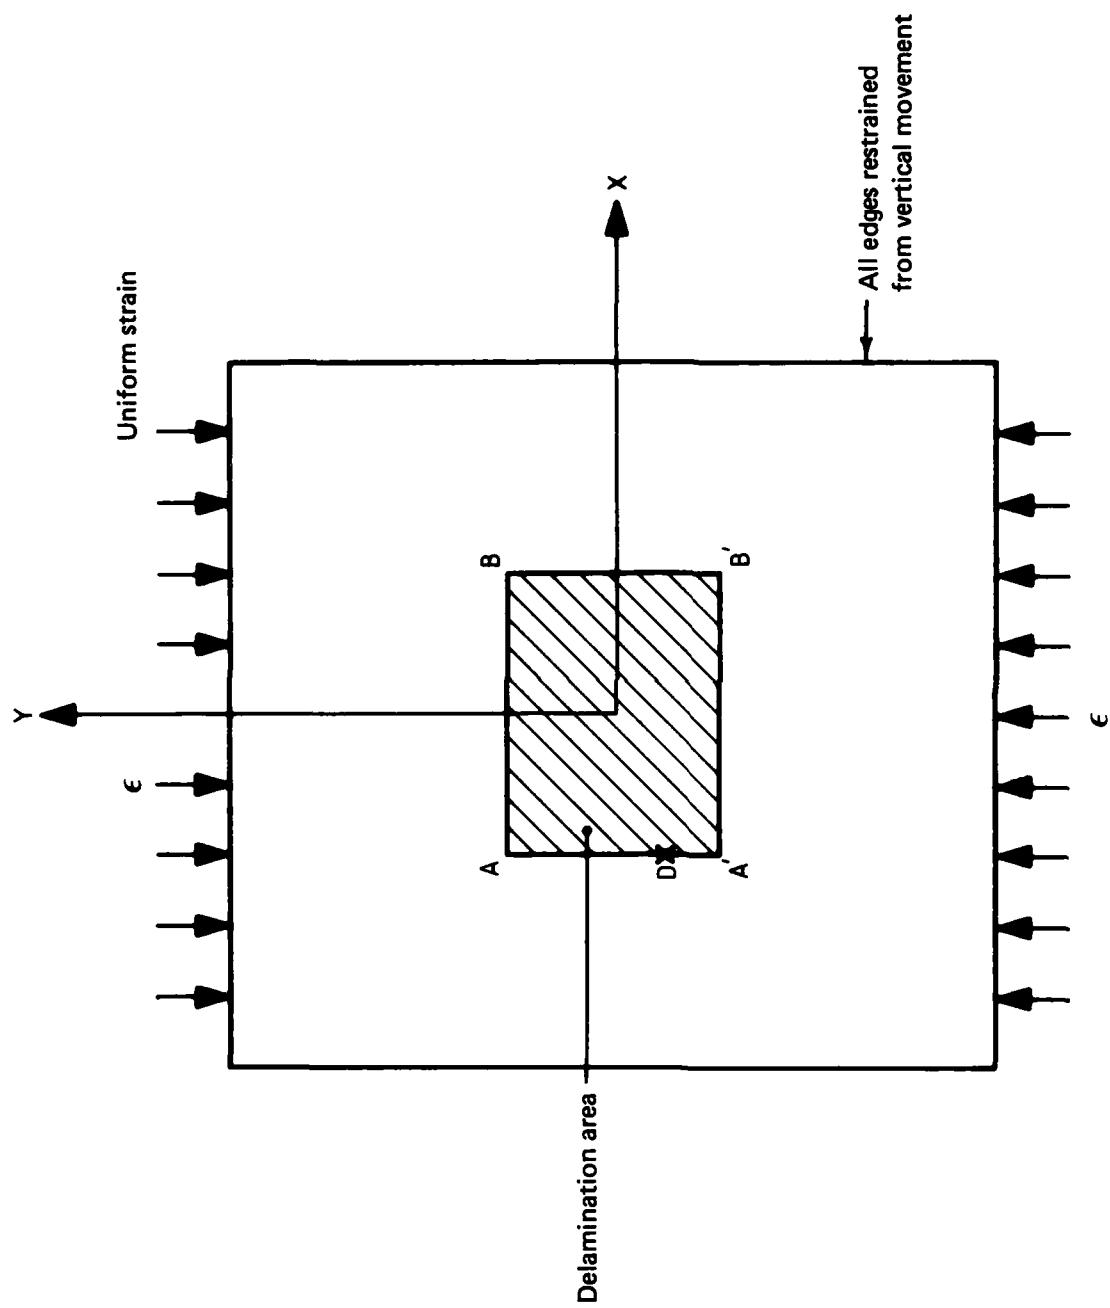 Y
ϵ
Uniform strain
A
B
X
D
A'
B'
Delamination area
All edges restrained
from vertical movement
ϵ